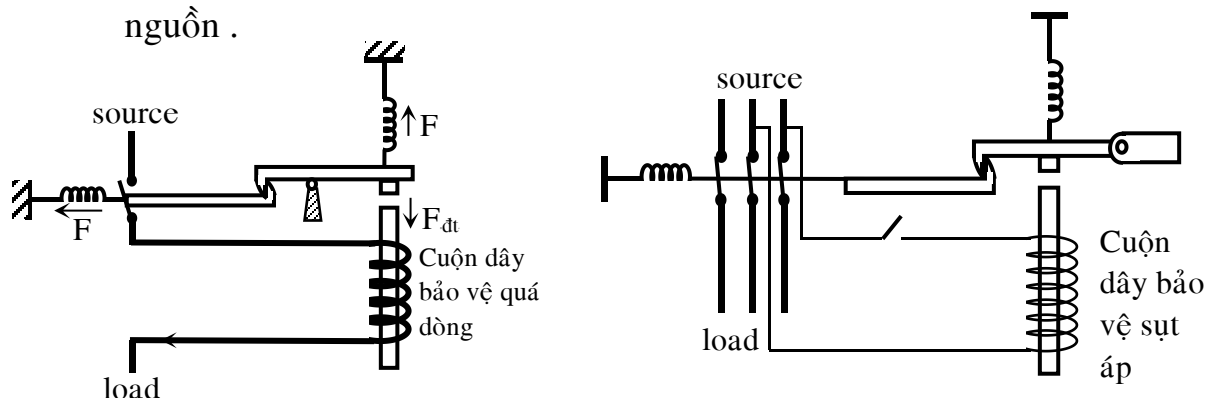 nguồn .
source
F
F
Fđt
Cuộn dây
bảo vệ quá
dòng
load
source
load
Cuộn
dây bảo
vệ sụt
áp